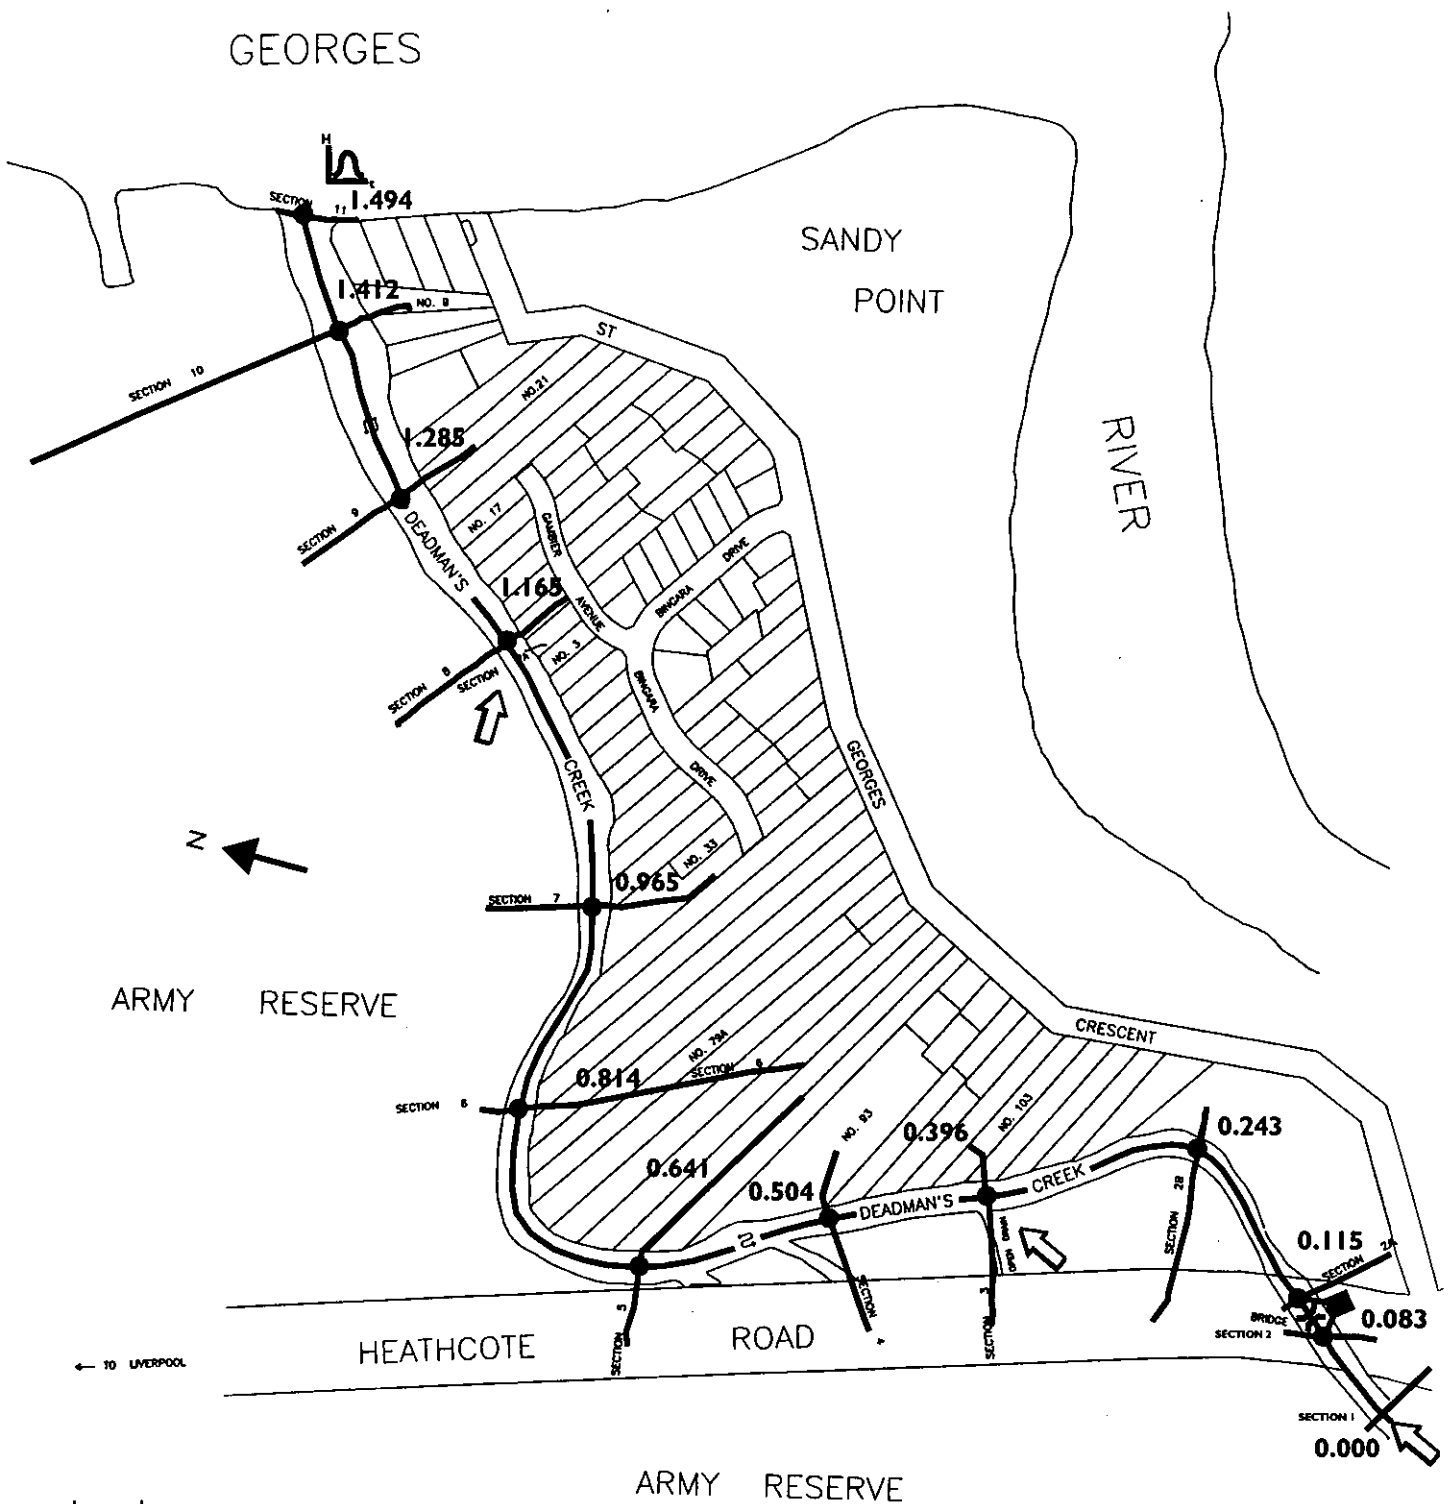 GEORGES
H
t
SECTION 11
1.494
SANDY
POINT
1.412
NO. 8
ST
SECTION 10
NO.21
1.285
RIVER
SECTION 9
DEADMAN'S
NO. 17
GAMBIER
AVENUE
BINGARA DRIVE
1.165
NO. 3
SECTION 8
SECTION
BINGARA
DRIVE
GEORGES
CREEK
N
NO. 33
0.965
SECTION 7
ARMY RESERVE
CRESCENT
NO. 79A
0.814
SECTION 6
SECTION 6
NO. 93
0.396
NO. 103
0.243
0.641
0.504
DEADMAN'S
CREEK
SECTION 2B
0.115
SECTION 2A
BRIDGE
0.083
SECTION 2
SECTION 5
SECTION 4
SECTION 3
HEATHCOTE ROAD
← TO LIVERPOOL
SECTION 1
0.000
ARMY RESERVE